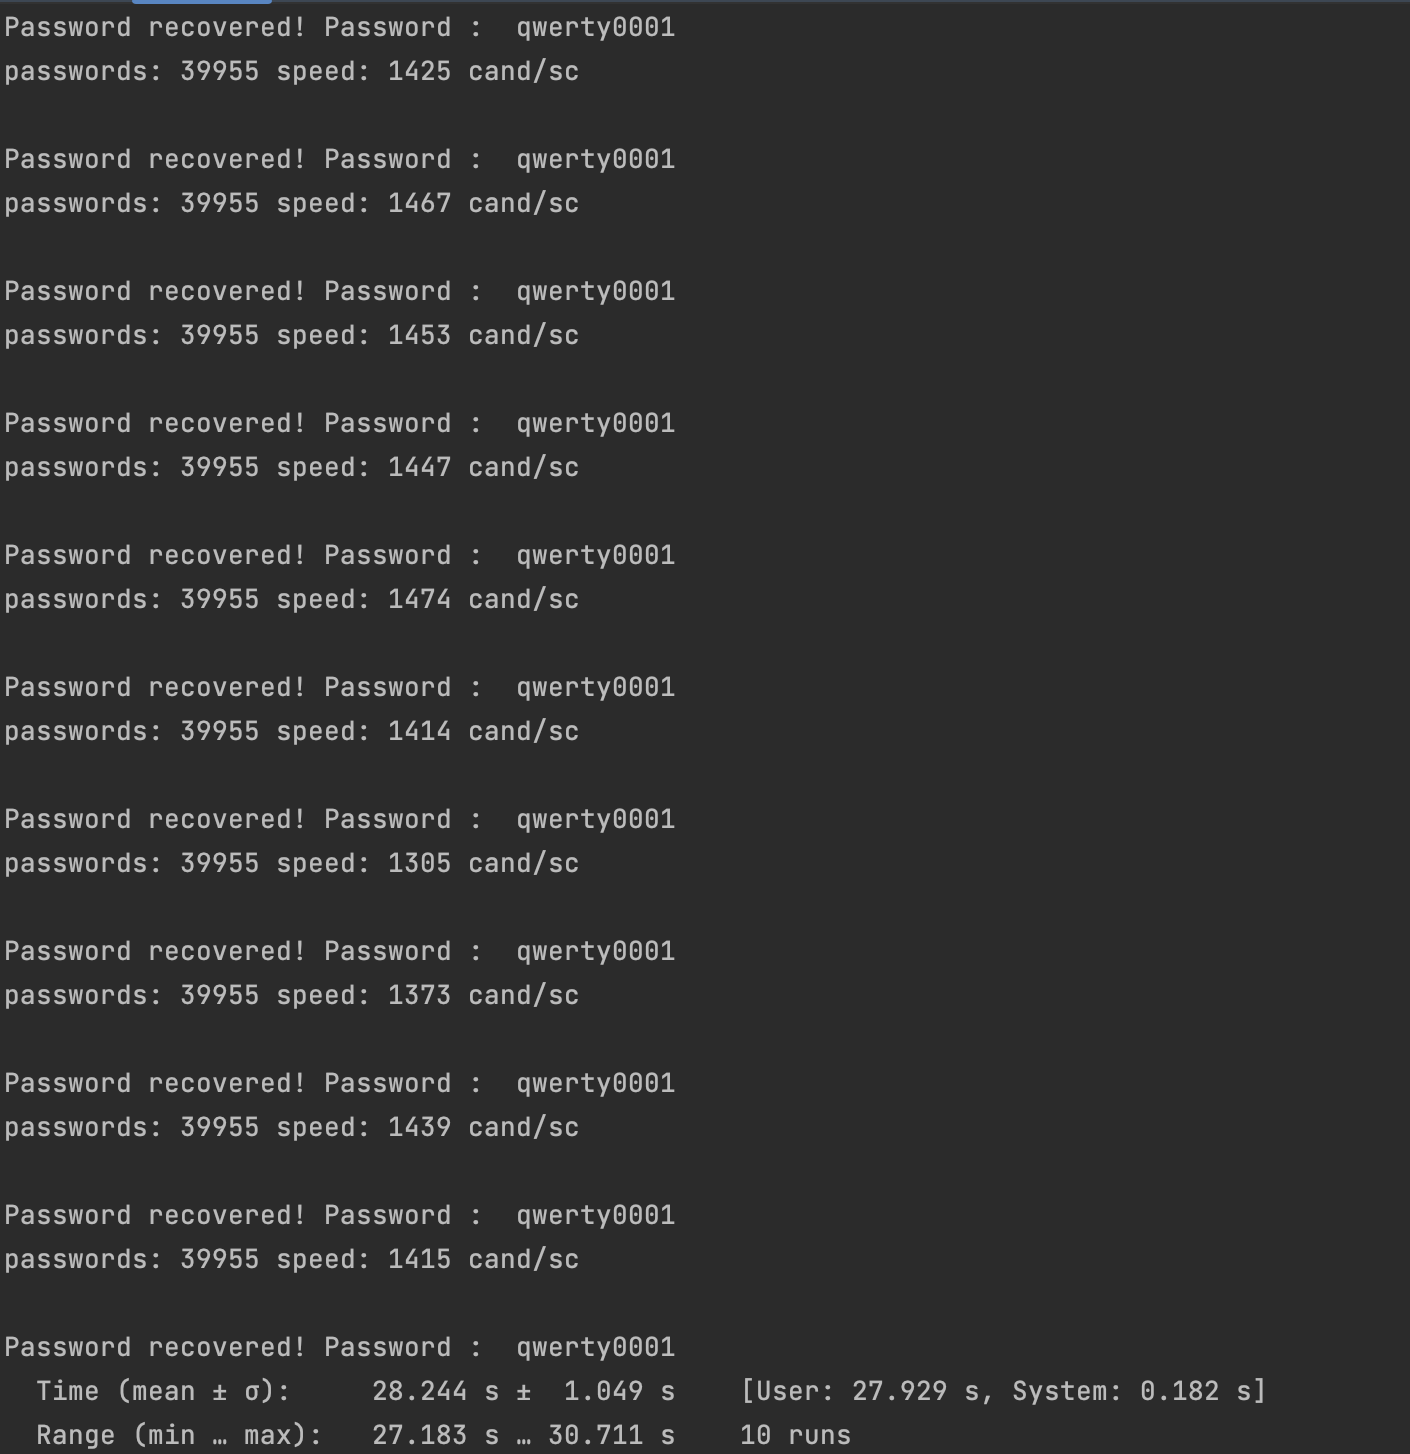 Password recovered! Password :  qwerty0001
passwords: 39955 speed: 1425 cand/sc
Password recovered! Password :  qwerty0001
passwords: 39955 speed: 1467 cand/sc
Password recovered! Password :  qwerty0001
passwords: 39955 speed: 1453 cand/sc
Password recovered! Password :  qwerty0001
passwords: 39955 speed: 1447 cand/sc
Password recovered! Password :  qwerty0001
passwords: 39955 speed: 1474 cand/sc
Password recovered! Password :  qwerty0001
passwords: 39955 speed: 1414 cand/sc
Password recovered! Password :  qwerty0001
passwords: 39955 speed: 1305 cand/sc
Password recovered! Password :  qwerty0001
passwords: 39955 speed: 1373 cand/sc
Password recovered! Password :  qwerty0001
passwords: 39955 speed: 1439 cand/sc
Password recovered! Password :  qwerty0001
passwords: 39955 speed: 1415 cand/sc
Password recovered! Password :  qwerty0001
  Time (mean ± σ):     28.244 s ±  1.049 s    [User: 27.929 s, System: 0.182 s]
  Range (min … max):   27.183 s … 30.711 s    10 runs